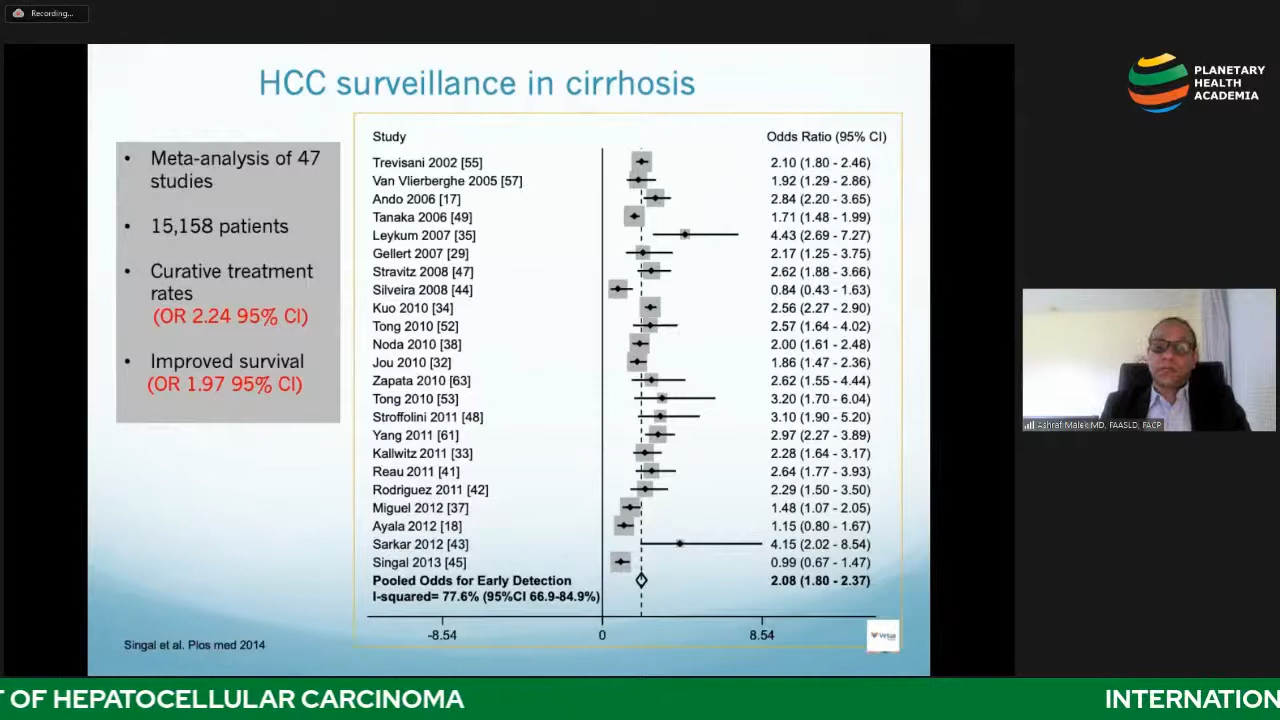 Recording...
HCC surveillance in cirrhosis
• Meta-analysis of 47
studies
• 15,158 patients
• Curative treatment
rates
(OR 2.24 95% CI)
• Improved survival
(OR 1.97 95% CI)
Study Odds Ratio (95% CI)
Trevisani 2002 [55] 2.10 (1.80 - 2.46)
Van Vlierberghe 2005 [57] 1.92 (1.29 - 2.86)
Ando 2006 [17] 2.84 (2.20 - 3.65)
Tanaka 2006 [49] 1.71 (1.48 - 1.99)
Leykum 2007 [35] 4.43 (2.69 - 7.27)
Gellert 2007 [29] 2.17 (1.25 - 3.75)
Stravitz 2008 [47] 2.62 (1.88 - 3.66)
Silveira 2008 [44] 0.84 (0.43 - 1.63)
Kuo 2010 [34] 2.56 (2.27 - 2.90)
Tong 2010 [52] 2.57 (1.64 - 4.02)
Noda 2010 [38] 2.00 (1.61 - 2.48)
Jou 2010 [32] 1.86 (1.47 - 2.36)
Zapata 2010 [63] 2.62 (1.55 - 4.44)
Tong 2010 [53] 3.20 (1.70 - 6.04)
Stroffolini 2011 [48] 3.10 (1.90 - 5.20)
Yang 2011 [61] 2.97 (2.27 - 3.89)
Kallwitz 2011 [33] 2.28 (1.64 - 3.17)
Reau 2011 [41] 2.64 (1.77 - 3.93)
Rodriguez 2011 [42] 2.29 (1.50 - 3.50)
Miguel 2012 [37] 1.48 (1.07 - 2.05)
Ayala 2012 [18] 1.15 (0.80 - 1.67)
Sarkar 2012 [43] 4.15 (2.02 - 8.54)
Singal 2013 [45] 0.99 (0.67 - 1.47)
Pooled Odds for Early Detection 2.08 (1.80 - 2.37)
I-squared= 77.6% (95%CI 66.9-84.9%)
-8.54 0 8.54
Virtua
Singal et al. Plos med 2014
PLANETARY
HEALTH
ACADEMIA
Ashraf Malek MD, FAASLD, FACP
T OF HEPATOCELLULAR CARCINOMA INTERNATION